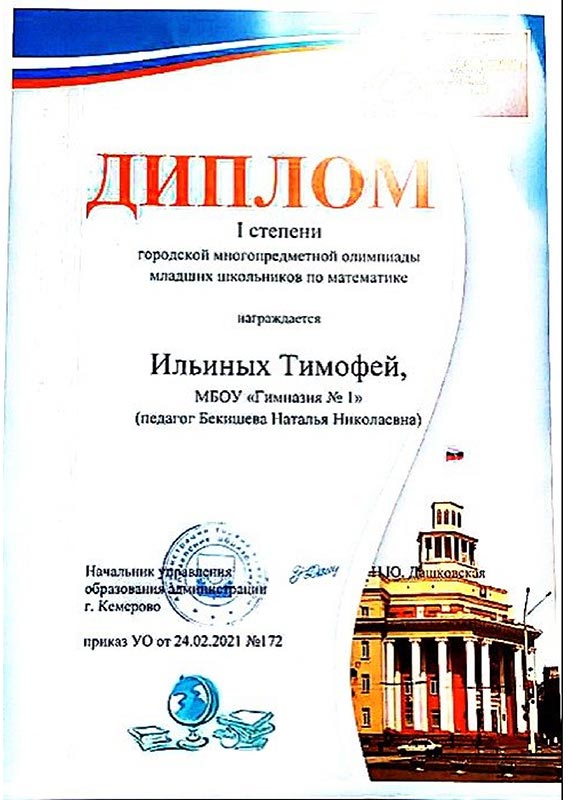 ДИПЛОМ
I степени
городской многопредметной олимпиады
младших школьников по математике
награждается
Ильиных Тимофей,
МБОУ «Гимназия № 1»
(педагог Бекишева Наталья Николаевна)
Начальник управления
образования администрации
г. Кемерово
Н.Ю. Дашковская
приказ УО от 24.02.2021 №172